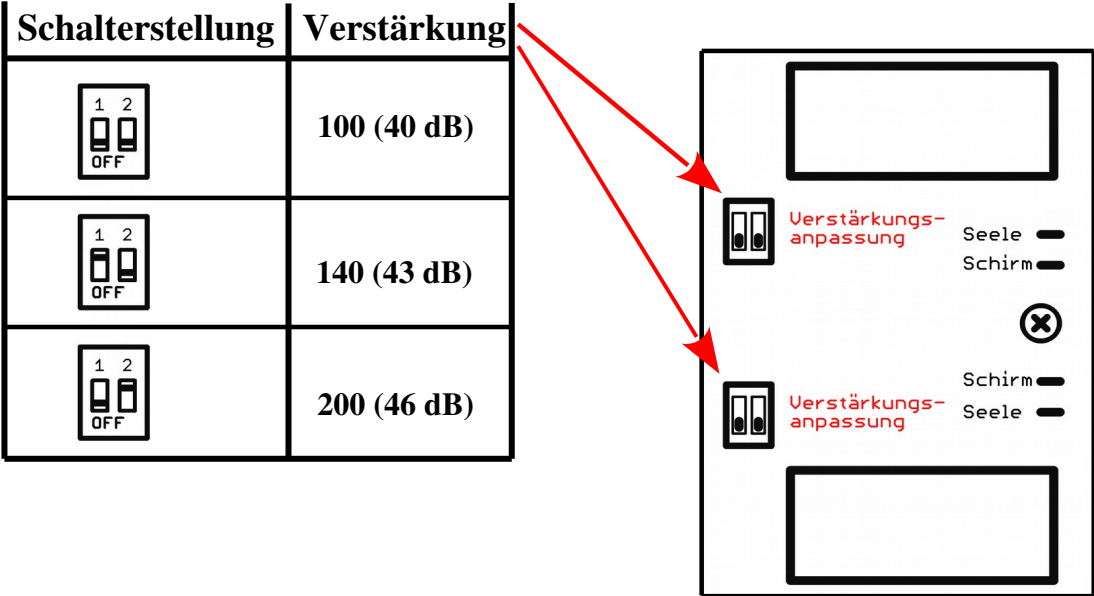 Schalterstellung Verstärkung
1 2
OFF
100 (40 dB)
1 2
OFF
140 (43 dB)
1 2
OFF
200 (46 dB)
Verstärkungs-
anpassung
Seele
Schirm
Schirm
Seele
Verstärkungs-
anpassung